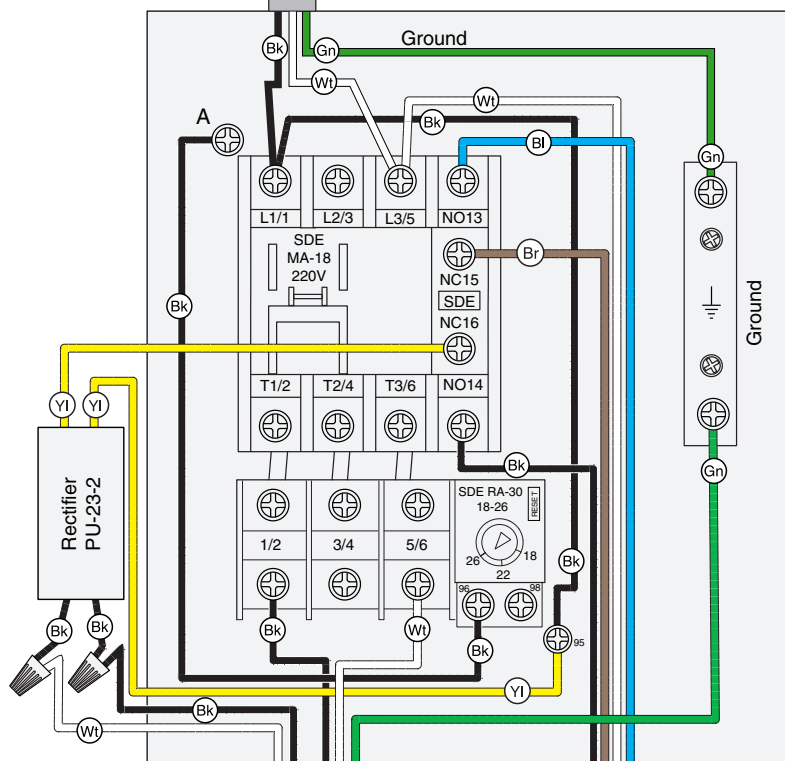 Bk
Gn
Ground
Wt
Wt
A
Bk
Bl
Gn
L1/1
L2/3
L3/5
NO13
SDE
MA-18
220V
Br
NC15
SDE
NC16
Bk
Ground
T1/2
T2/4
T3/6
NO14
Yl
Yl
Bk
Gn
Rectifier
PU-23-2
SDE RA-30
18-26
RESET
1/2
3/4
5/6
26
18
22
Bk
96
98
Bk
Bk
Bk
Wt
95
Bk
Yl
Bk
Wt